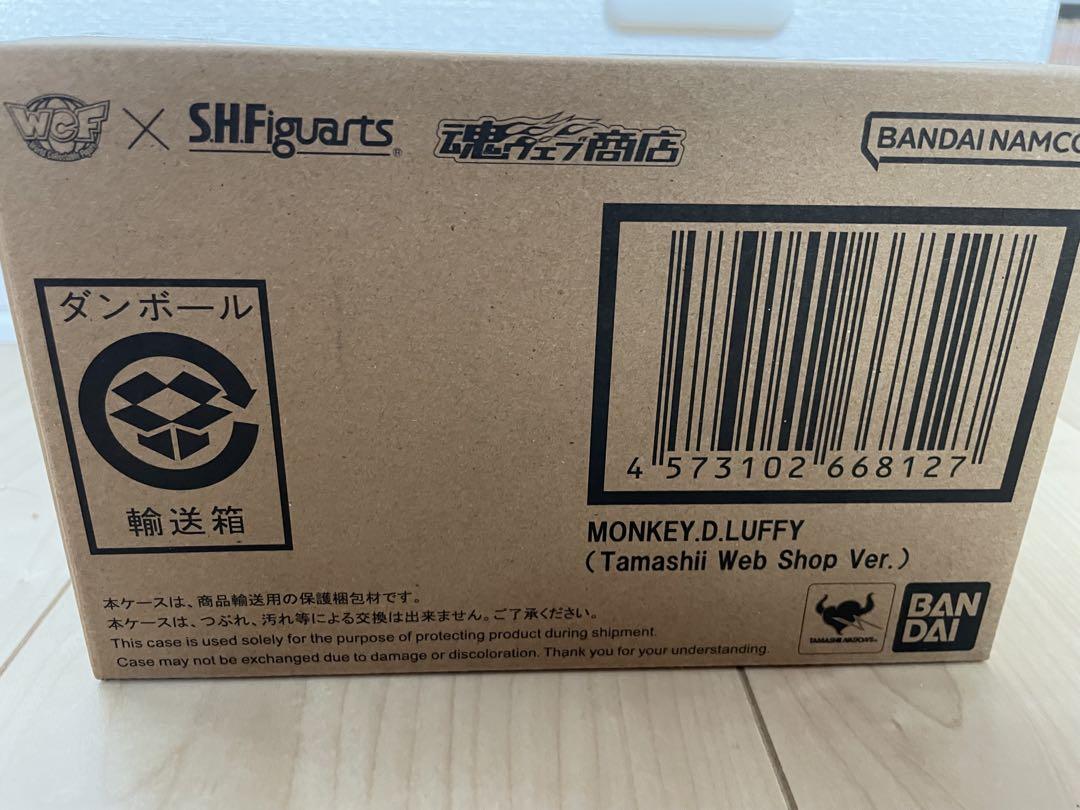 WCF × S.H.Figuarts® 魂ウェブ商店
BANDAI NAMCO
ダンボール
輸送箱
4 573102 668127
MONKEY.D.LUFFY
(Tamashii Web Shop Ver.)
本ケースは、商品輸送用の保護梱包材です。
本ケースは、つぶれ、汚れ等による交換は出来ません。ご了承ください。
This case is used solely for the purpose of protecting product during shipment.
Case may not be exchanged due to damage or discoloration. Thank you for your understanding.
TAMASHII NATIONS
BAN
DAI